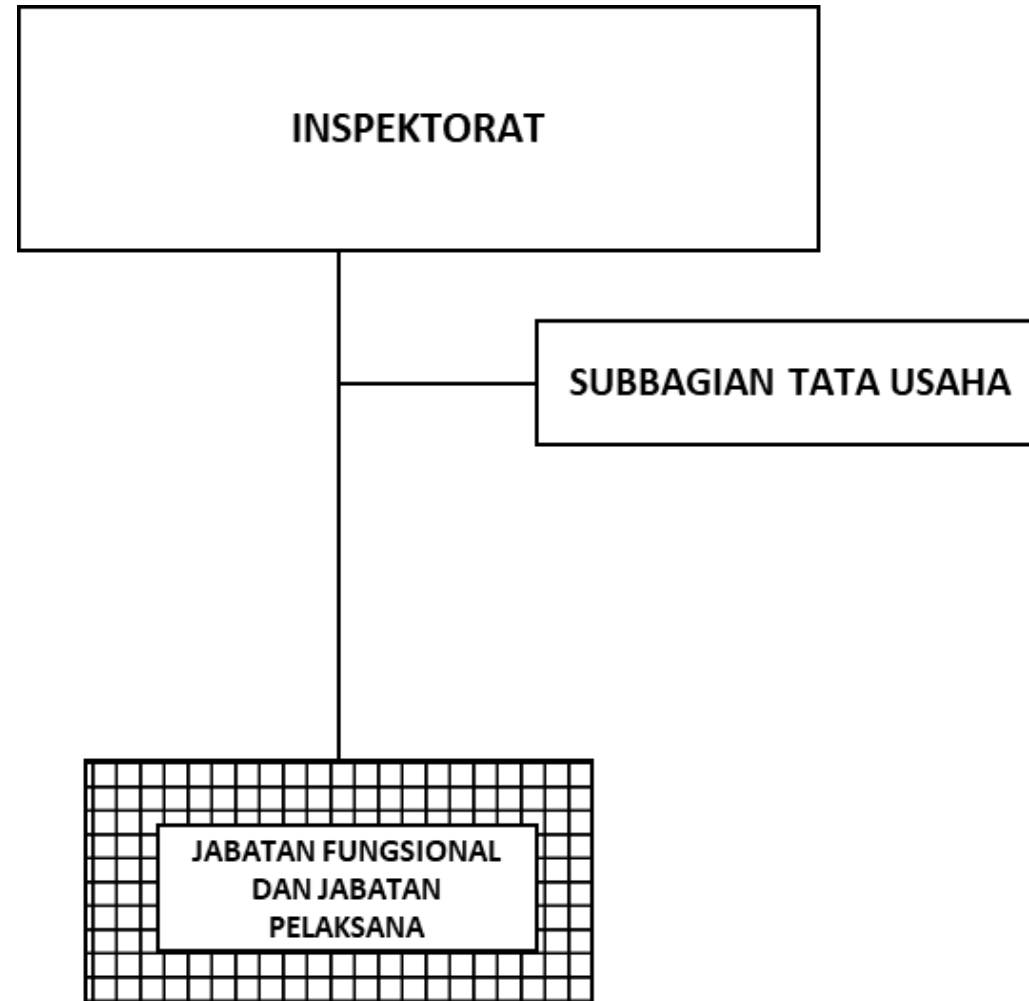 INSPEKTORAT
SUBBAGIAN TATA USAHA
JABATAN FUNGSIONAL
DAN JABATAN
PELAKSANA